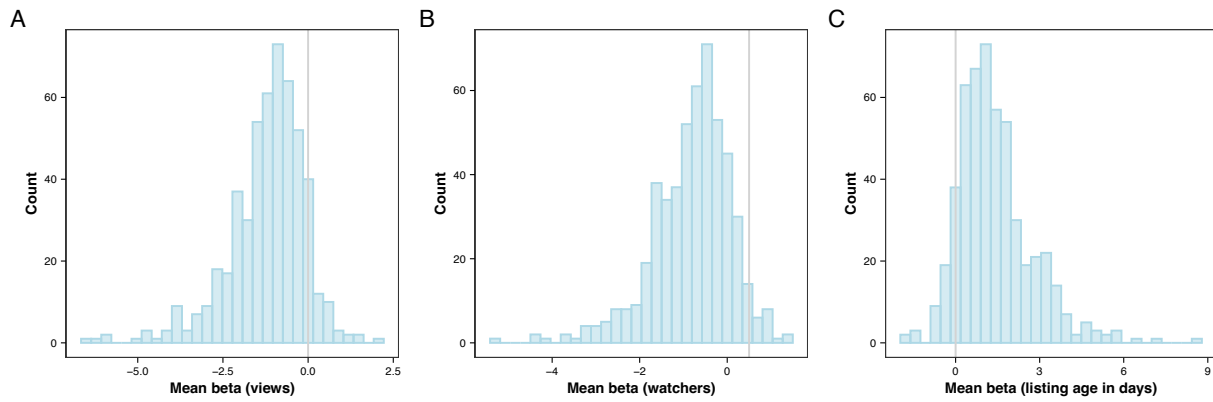 A
B
C
Count
60
40
20
0
−5.0
−2.5
0.0
2.5
Mean beta (views)
Count
60
40
20
0
−4
−2
0
Mean beta (watchers)
Count
60
40
20
0
0
3
6
9
Mean beta (listing age in days)